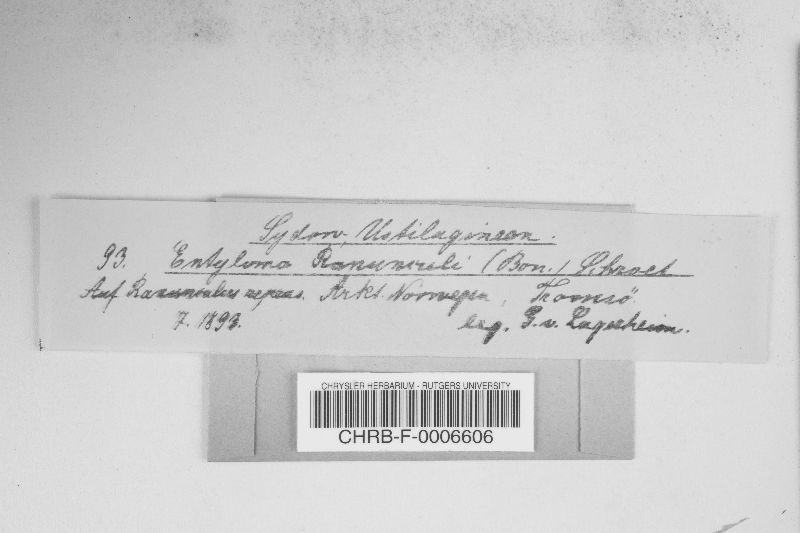 Sydow, Ustilagineen.
93. Entyloma Ranunculi (Bon.) Schroet
Auf Ranunculus repens. Arkt. Norwegen, Tromsö.
7. 1893. leg. G. v. Lagerheim.
CHRYSLER HERBARIUM - RUTGERS UNIVERSITY
CHRB-F-0006606